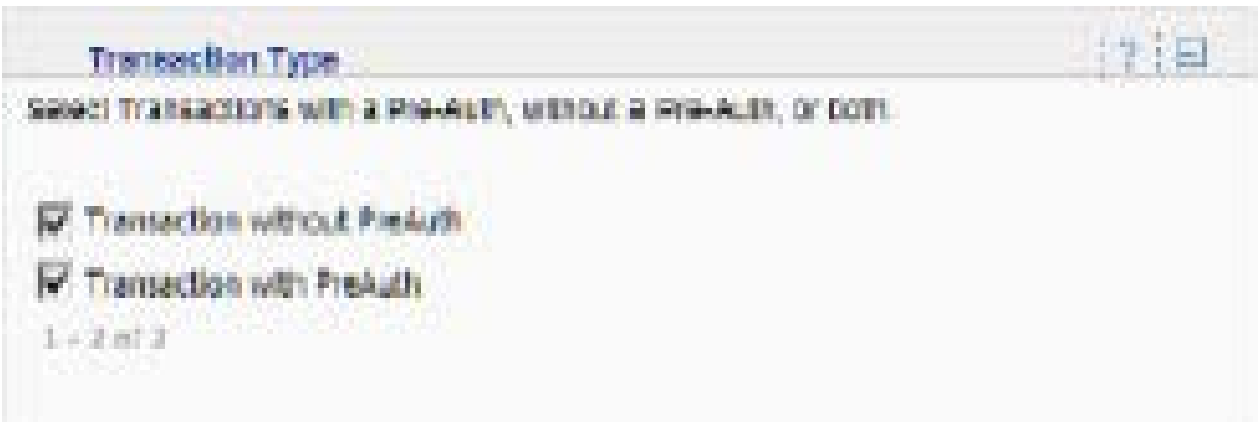 Transaction Type
Select Transactions with a Pre-Auth, without a Pre-Auth, or both.
Transaction without PreAuth
Transaction with PreAuth
1 - 2 of 2